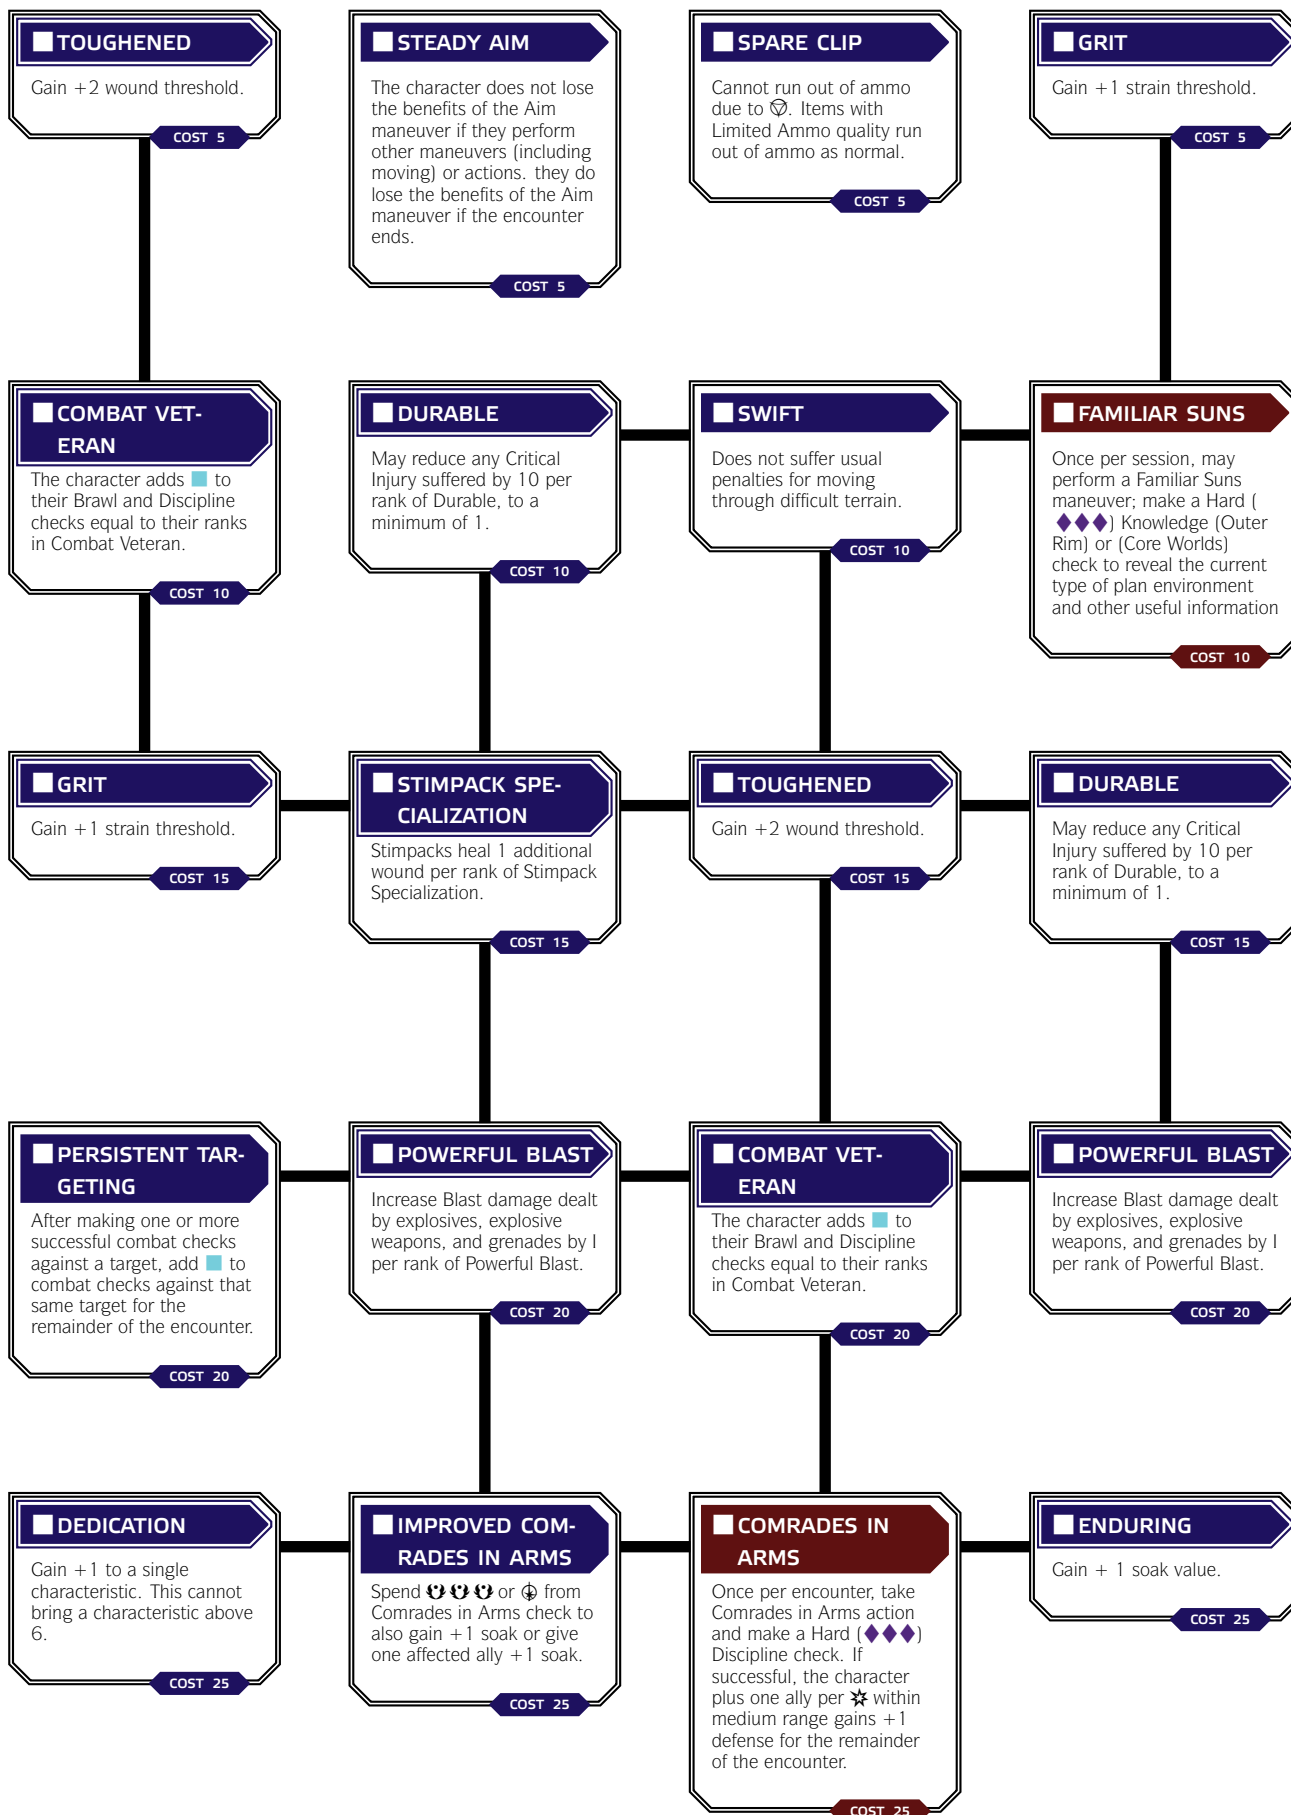 TOUGHENED
Gain +2 wound threshold.
COST 5
STEADY AIM
The character does not lose
the benefits of the Aim
maneuver if they perform
other maneuvers (including
moving) or actions. they do
lose the benefits of the Aim
maneuver if the encounter
ends.
COST 5
SPARE CLIP
Cannot run out of ammo
due to . Items with
Limited Ammo quality run
out of ammo as normal.
COST 5
GRIT
Gain +1 strain threshold.
COST 5
COMBAT VET-
ERAN
The character adds to
their Brawl and Discipline
checks equal to their ranks
in Combat Veteran.
COST 10
DURABLE
May reduce any Critical
Injury suffered by 10 per
rank of Durable, to a
minimum of 1.
COST 10
SWIFT
Does not suffer usual
penalties for moving
through difficult terrain.
COST 10
FAMILIAR SUNS
Once per session, may
perform a Familiar Suns
maneuver; make a Hard (
◆◆◆) Knowledge (Outer
Rim) or (Core Worlds)
check to reveal the current
type of plan environment
and other useful information
COST 10
GRIT
Gain +1 strain threshold.
COST 15
STIMPACK SPE-
CIALIZATION
Stimpacks heal 1 additional
wound per rank of Stimpack
Specialization.
COST 15
TOUGHENED
Gain +2 wound threshold.
COST 15
DURABLE
May reduce any Critical
Injury suffered by 10 per
rank of Durable, to a
minimum of 1.
COST 15
PERSISTENT TAR-
GETING
After making one or more
successful combat checks
against a target, add to
combat checks against that
same target for the
remainder of the encounter.
COST 20
POWERFUL BLAST
Increase Blast damage dealt
by explosives, explosive
weapons, and grenades by I
per rank of Powerful Blast.
COST 20
COMBAT VET-
ERAN
The character adds to
their Brawl and Discipline
checks equal to their ranks
in Combat Veteran.
COST 20
POWERFUL BLAST
Increase Blast damage dealt
by explosives, explosive
weapons, and grenades by I
per rank of Powerful Blast.
COST 20
DEDICATION
Gain +1 to a single
characteristic. This cannot
bring a characteristic above
6.
COST 25
IMPROVED COM-
RADES IN ARMS
Spend or from
Comrades in Arms check to
also gain +1 soak or give
one affected ally +1 soak.
COST 25
COMRADES IN
ARMS
Once per encounter, take
Comrades in Arms action
and make a Hard (◆◆◆)
Discipline check. If
successful, the character
plus one ally per within
medium range gains +1
defense for the remainder
of the encounter.
COST 25
ENDURING
Gain + 1 soak value.
COST 25